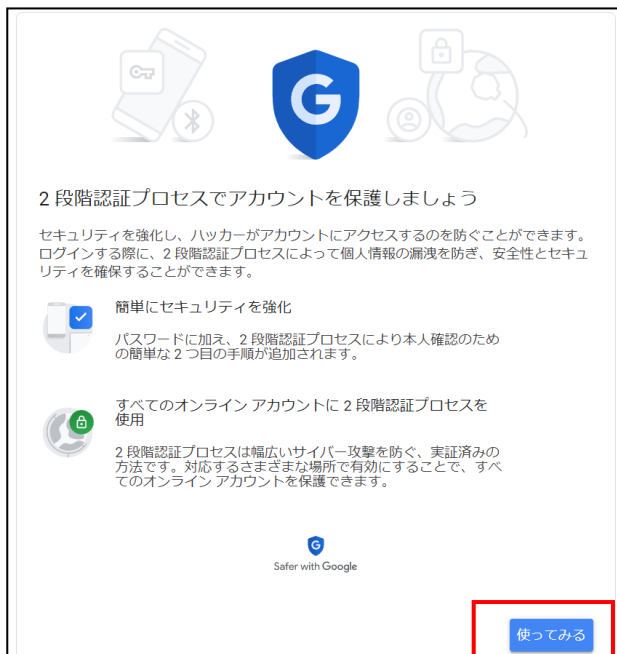 G
2 段階認証プロセスでアカウントを保護しましょう
セキュリティを強化し、ハッカーがアカウントにアクセスするのを防ぐことができます。
ログインする際に、2 段階認証プロセスによって個人情報の漏洩を防ぎ、安全性とセキュ
リティを確保することができます。
簡単にセキュリティを強化
パスワードに加え、2 段階認証プロセスにより本人確認のため
の簡単な 2 つ目の手順が追加されます。
すべてのオンライン アカウントに 2 段階認証プロセスを
使用
2 段階認証プロセスは幅広いサイバー攻撃を防ぐ、実証済みの
方法です。対応するさまざまな場所で有効にすることで、すべ
てのオンライン アカウントを保護できます。
G
Safer with Google
使ってみる